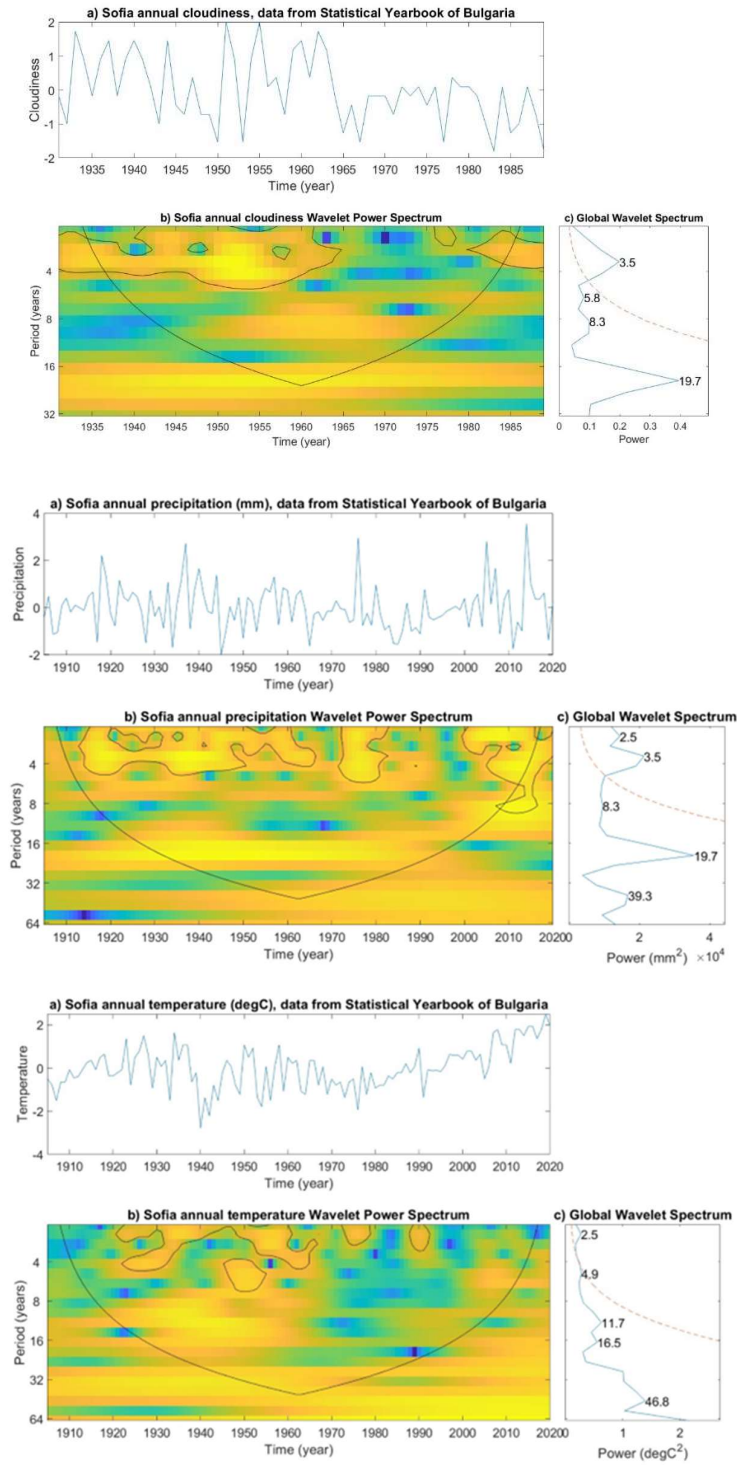 a) Sofia annual cloudiness, data from Statistical Yearbook of Bulgaria
2
1
0
-1
-2
Cloudiness
1935 1940 1945 1950 1955 1960 1965 1970 1975 1980 1985
Time (year)
b) Sofia annual cloudiness Wavelet Power Spectrum
4
8
16
32
Period (years)
1935 1940 1945 1950 1955 1960 1965 1970 1975 1980 1985
Time (year)
c) Global Wavelet Spectrum
3.5
5.8
8.3
19.7
0 0.1 0.2 0.3 0.4
Power
a) Sofia annual precipitation (mm), data from Statistical Yearbook of Bulgaria
4
2
0
-2
Precipitation
1910 1920 1930 1940 1950 1960 1970 1980 1990 2000 2010 2020
Time (year)
b) Sofia annual precipitation Wavelet Power Spectrum
4
8
16
32
64
Period (years)
1910 1920 1930 1940 1950 1960 1970 1980 1990 2000 2010 2020
Time (year)
c) Global Wavelet Spectrum
2.5
3.5
8.3
19.7
39.3
0 2 4
Power (mm²) ×10⁴
a) Sofia annual temperature (degC), data from Statistical Yearbook of Bulgaria
2
0
-2
-4
Temperature
1910 1920 1930 1940 1950 1960 1970 1980 1990 2000 2010 2020
Time (year)
b) Sofia annual temperature Wavelet Power Spectrum
4
8
16
32
64
Period (years)
1910 1920 1930 1940 1950 1960 1970 1980 1990 2000 2010 2020
Time (year)
c) Global Wavelet Spectrum
2.5
4.9
11.7
16.5
46.8
0 1 2
Power (degC²)